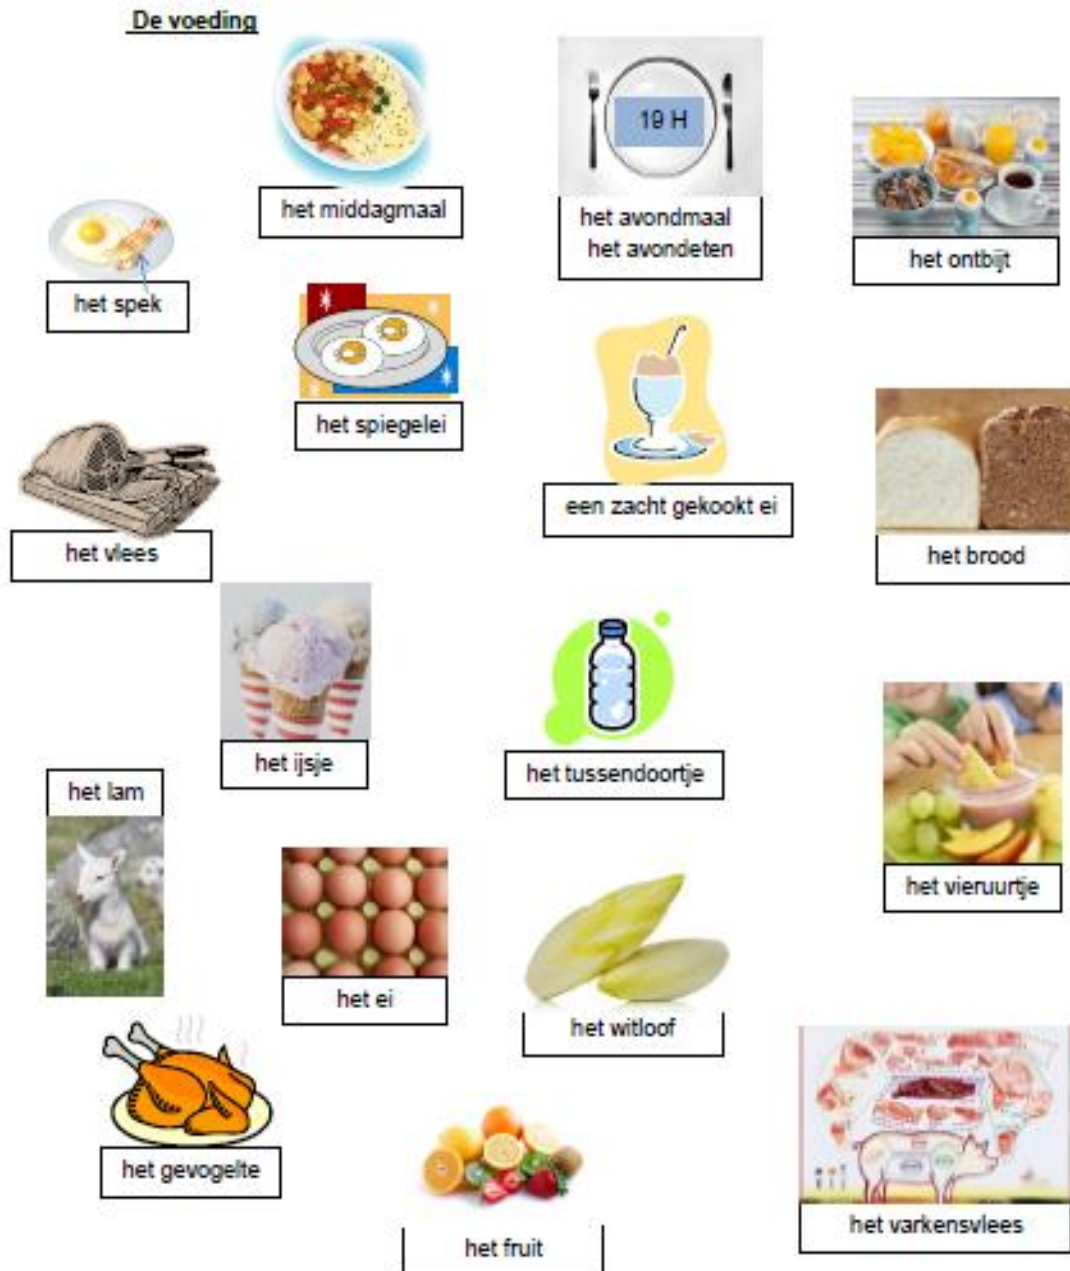 De voeding
19 H
het middagmaal
het avondmaal
het avondeten
het ontbijt
het spek
het spiegelei
een zacht gekookt ei
het vlees
het brood
het ijsje
het tussendoortje
het lam
het vieruurtje
het ei
het witloof
het gevogelte
het varkensvlees
het fruit